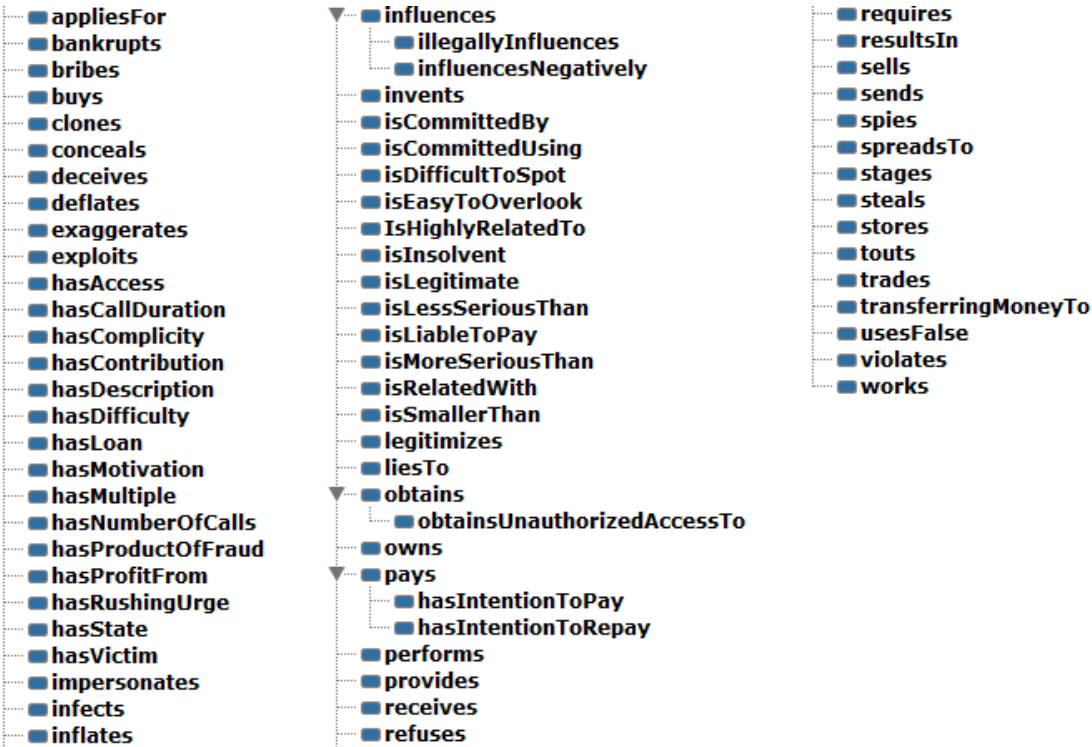 appliesFor
bankrupts
bribes
buys
clones
conceals
deceives
deflates
exaggerates
exploits
hasAccess
hasCallDuration
hasComplicity
hasContribution
hasDescription
hasDifficulty
hasLoan
hasMotivation
hasMultiple
hasNumberOfCalls
hasProductOfFraud
hasProfitFrom
hasRushingUrge
hasState
hasVictim
impersonates
infects
inflates
influences
illegallyInfluences
influencesNegatively
invents
isCommittedBy
isCommittedUsing
isDifficultToSpot
isEasyToOverlook
IsHighlyRelatedTo
isInsolvent
isLegitimate
isLessSeriousThan
isLiableToPay
isMoreSeriousThan
isRelatedWith
isSmallerThan
legitimizes
liesTo
obtains
obtainsUnauthorizedAccessTo
owns
pays
hasIntentionToPay
hasIntentionToRepay
performs
provides
receives
refuses
requires
resultsIn
sells
sends
spies
spreadsTo
stages
steals
stores
touts
trades
transferringMoneyTo
usesFalse
violates
works